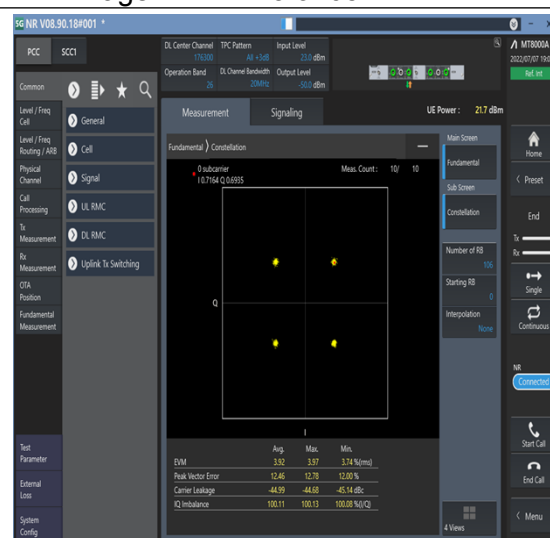 SG NR V08.90.18#001 *
MT8000A
2022/07/07 19:0
Ref. Int
PCC
SCC1
DL Center Channel
176300
TPC Pattern
All +3dB
Input Level
23.0 dBm
Operation Band
26
DL Channel Bandwidth
20MHz
Output Level
-50.0 dBm
Common
Level / Freq
Cell
Level / Freq
Routing / ARB
Physical
Channel
Call
Processing
Tx
Measurement
Rx
Measurement
OTA
Position
Fundamental
Measurement
Test
Parameter
External
Loss
System
Config
General
Cell
Signal
UL RMC
DL RMC
Uplink Tx Switching
Measurement
Signaling
UE Power : 21.7 dBm
Fundamental 〉 Constellation
0 subcarrier
I 0.7164 Q 0.6935
Meas. Count : 10/ 10
Q
I
Avg. Max. Min.
EVM 3.92 3.97 3.74 %(rms)
Peak Vector Error 12.46 12.78 12.00 %
Carrier Leakage -44.99 -44.68 -45.14 dBc
IQ Imbalance 100.11 100.13 100.08 %(I/Q)
Main Screen
Fundamental
Sub Screen
Constellation
Number of RB
106
Starting RB
0
Interpolation
None
4 Views
Home
Preset
End
Tx
Rx
Single
Continuous
NR
Connected
Start Call
End Call
Menu